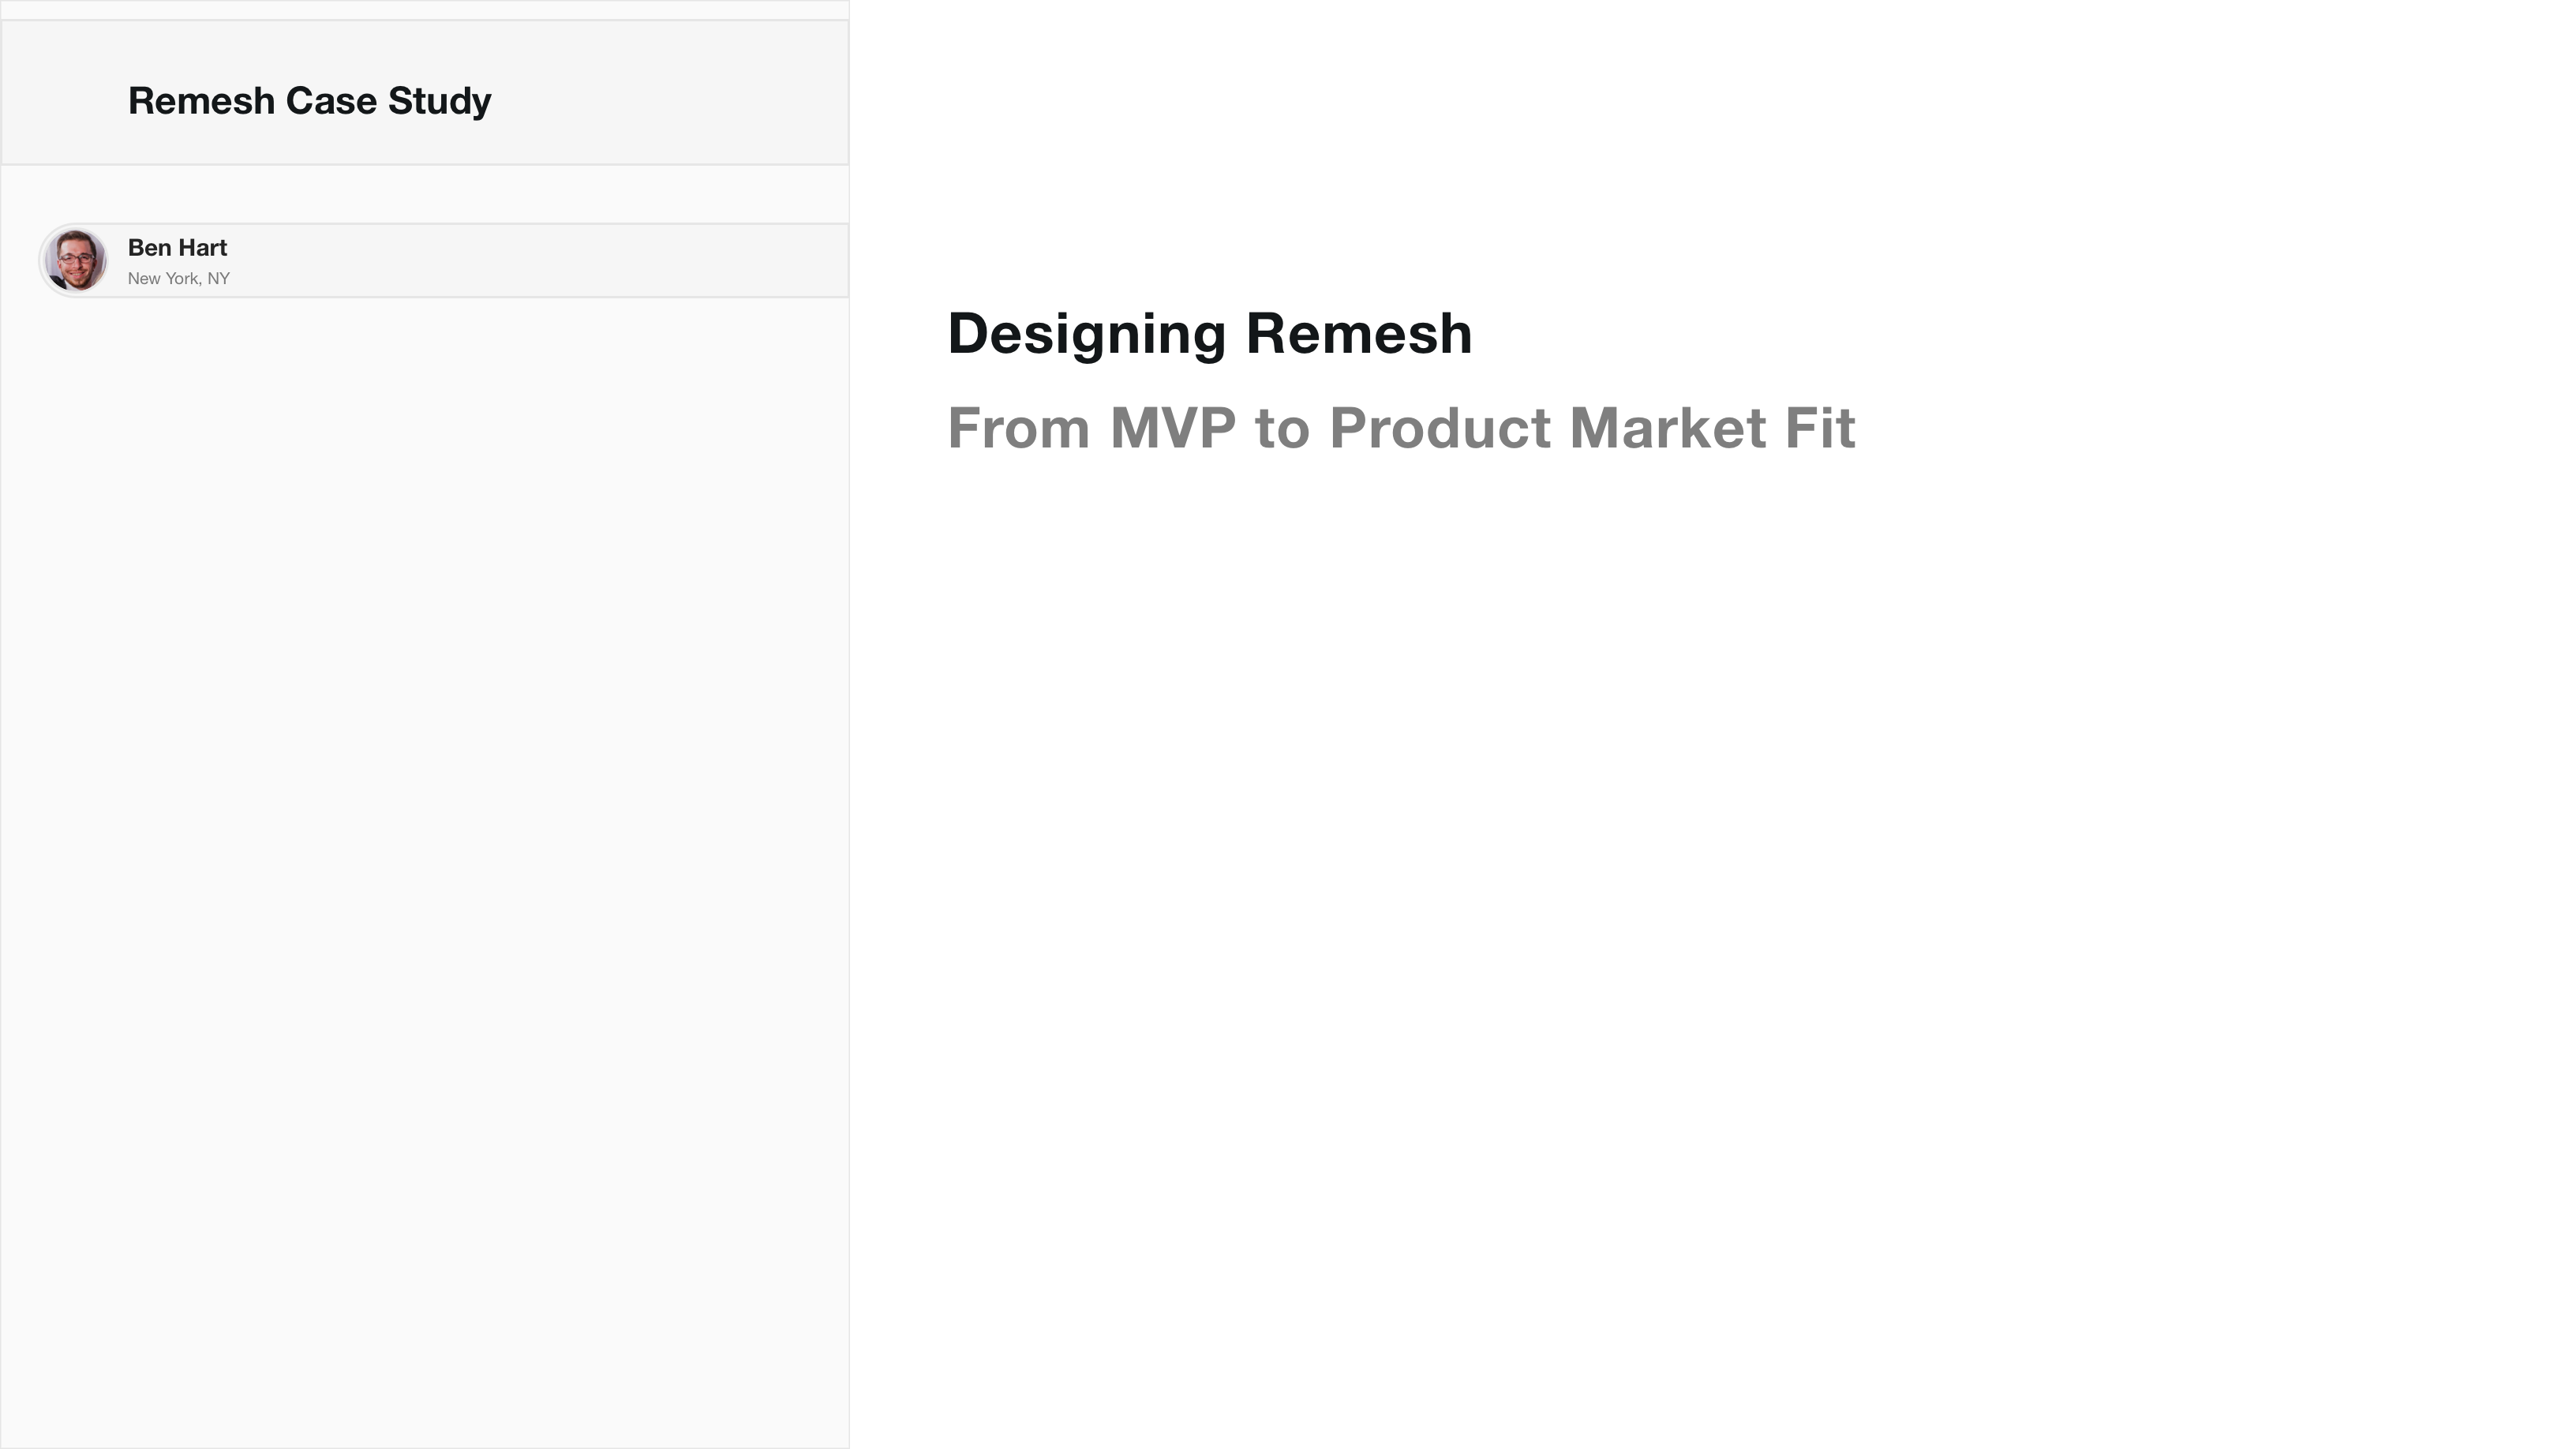 Remesh Case Study
Ben Hart
New York, NY
Designing Remesh
From MVP to Product Market Fit